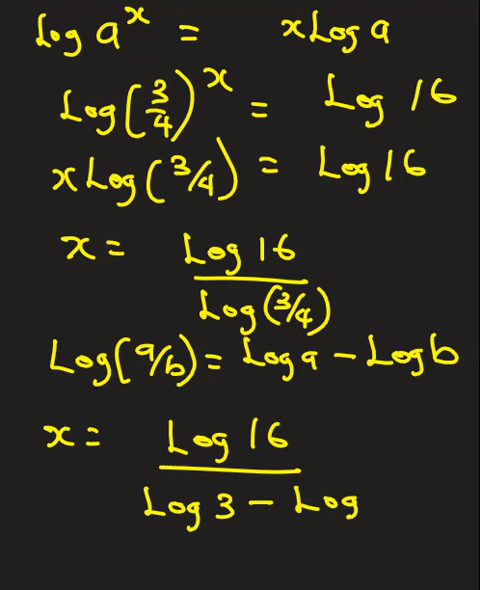 Log a^x = x Log a
Log (3/4)^x = Log 16
x Log (3/4) = Log 16
x = Log 16 / Log (3/4)
Log (a/b) = Log a - Log b
x = Log 16 / Log 3 - Log